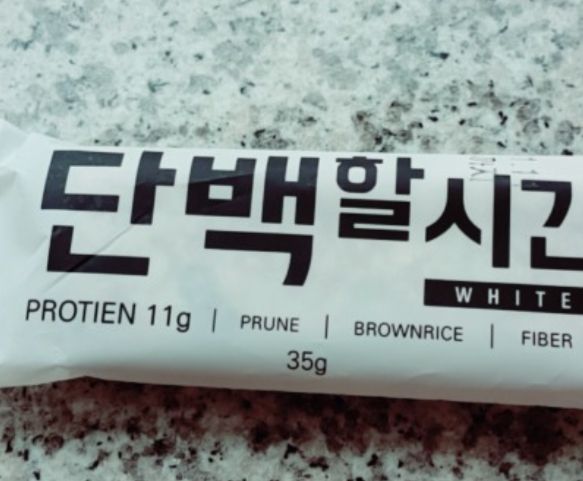 단백할시간
WHITE
PROTIEN 11g | PRUNE | BROWNRICE | FIBER
35g